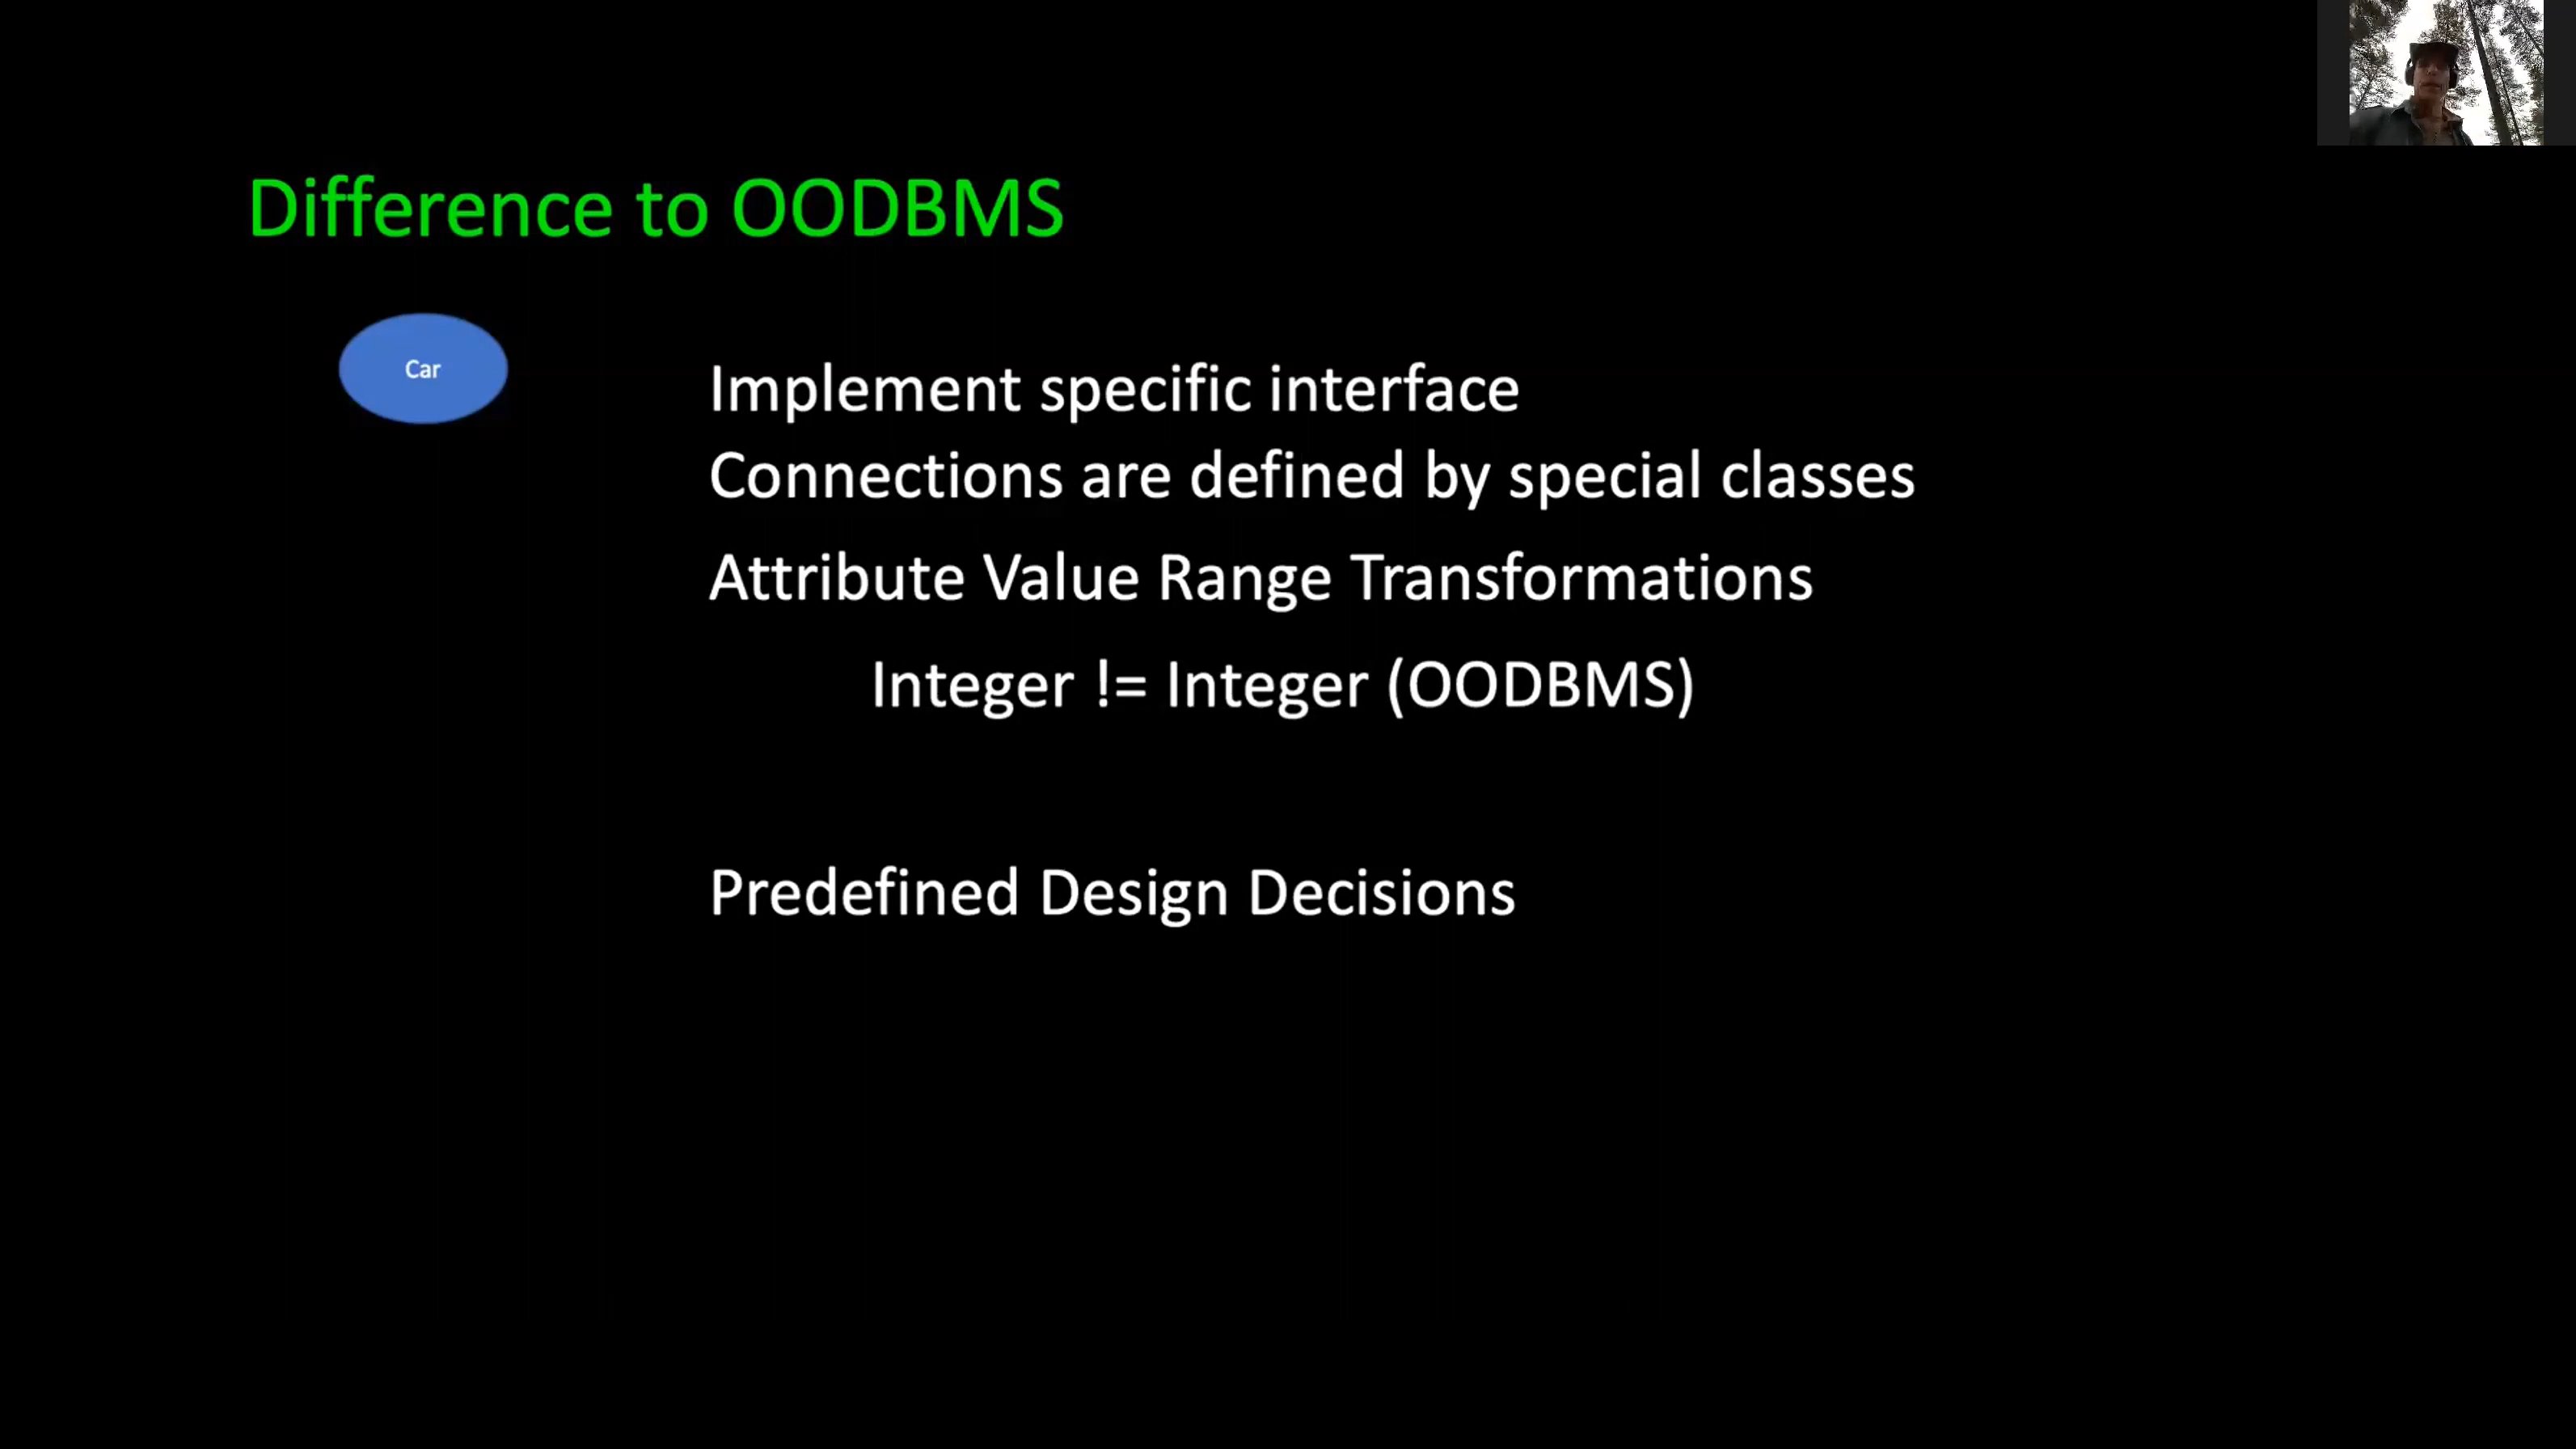 Difference to OODBMS
Car
Implement specific interface
Connections are defined by special classes
Attribute Value Range Transformations
Integer != Integer (OODBMS)
Predefined Design Decisions